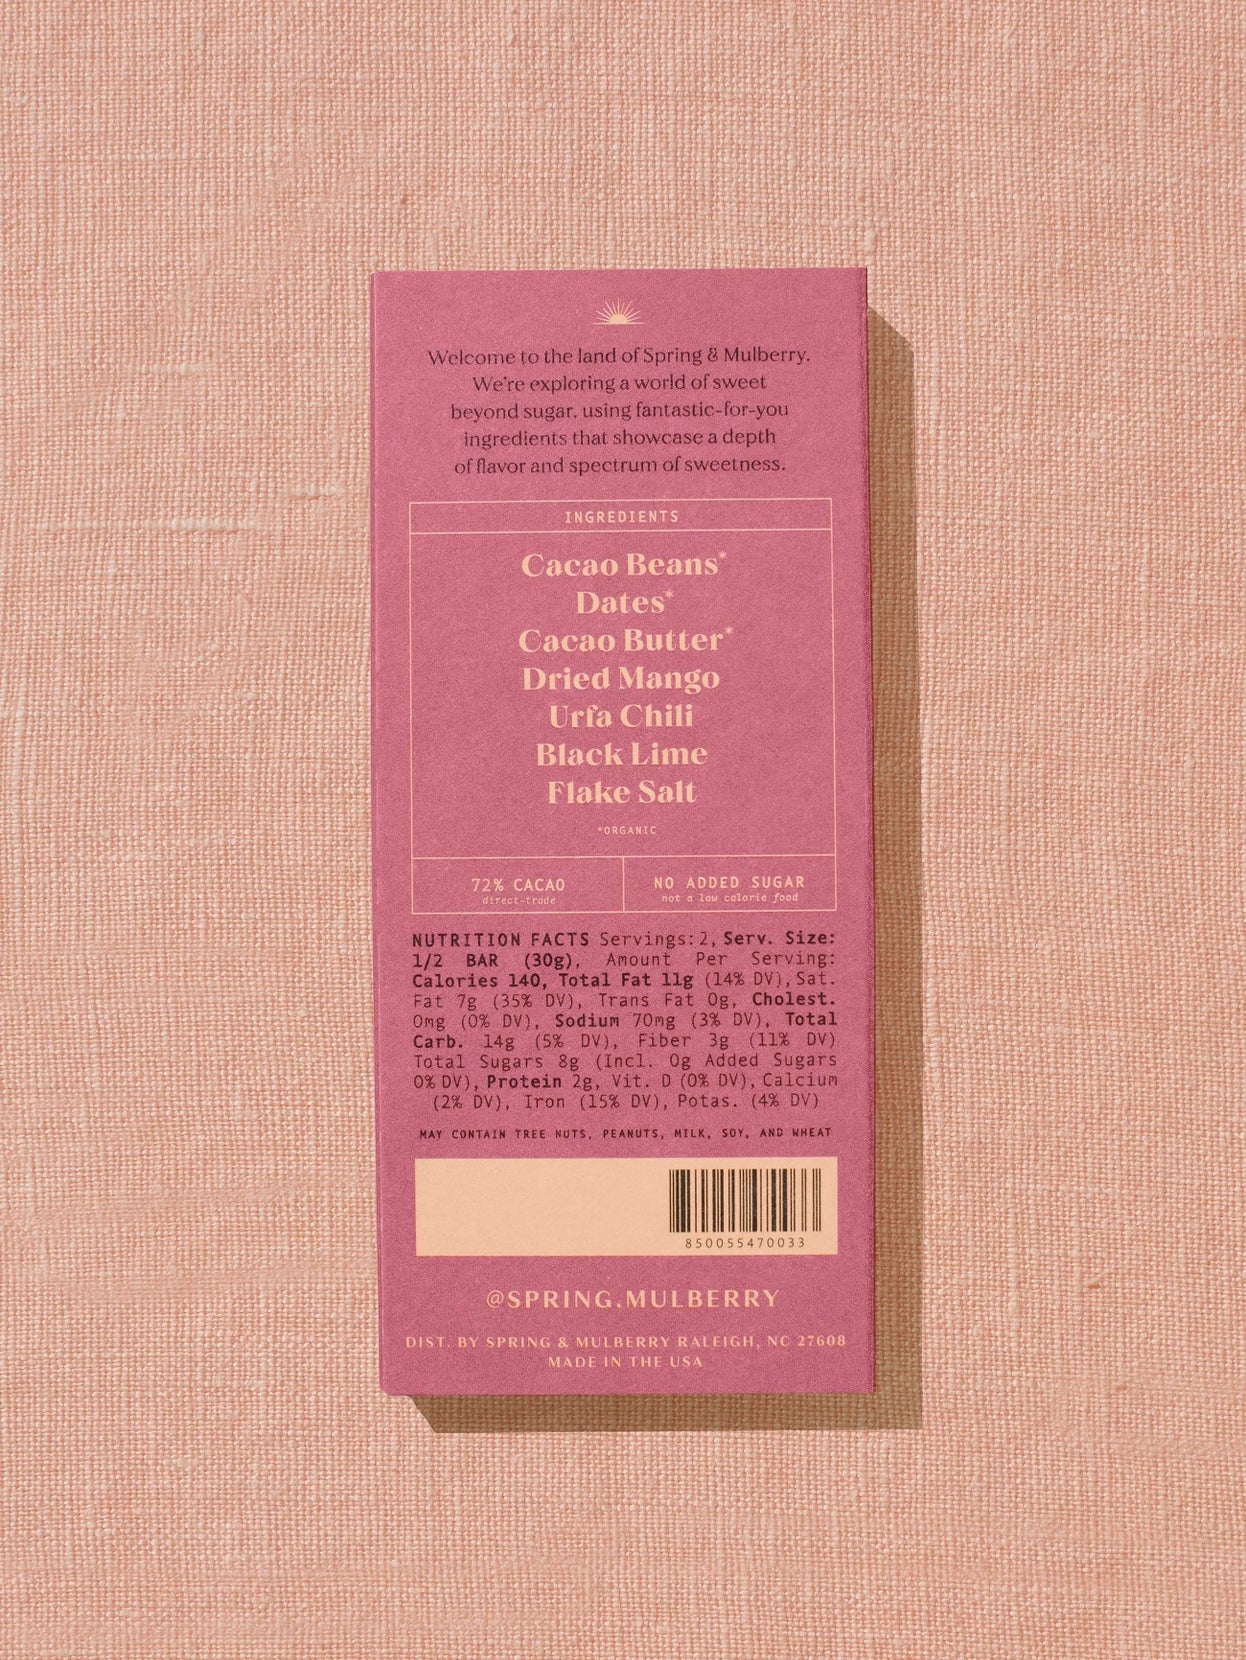 Welcome to the land of Spring & Mulberry.
We're exploring a world of sweet
beyond sugar, using fantastic-for-you
ingredients that showcase a depth
of flavor and spectrum of sweetness.
INGREDIENTS
Cacao Beans*
Dates*
Cacao Butter*
Dried Mango
Urfa Chili
Black Lime
Flake Salt
*ORGANIC
72% CACAO
direct-trade
NO ADDED SUGAR
not a low calorie food
NUTRITION FACTS Servings: 2, Serv. Size:
1/2 BAR (30g), Amount Per Serving:
Calories 140, Total Fat 11g (14% DV), Sat.
Fat 7g (35% DV), Trans Fat 0g, Cholest.
0mg (0% DV), Sodium 70mg (3% DV), Total
Carb. 14g (5% DV), Fiber 3g (11% DV)
Total Sugars 8g (Incl. 0g Added Sugars
0% DV), Protein 2g, Vit. D (0% DV), Calcium
(2% DV), Iron (15% DV), Potas. (4% DV)
MAY CONTAIN TREE NUTS, PEANUTS, MILK, SOY, AND WHEAT
850055470033
@SPRING.MULBERRY
DIST. BY SPRING & MULBERRY RALEIGH, NC 27608
MADE IN THE USA